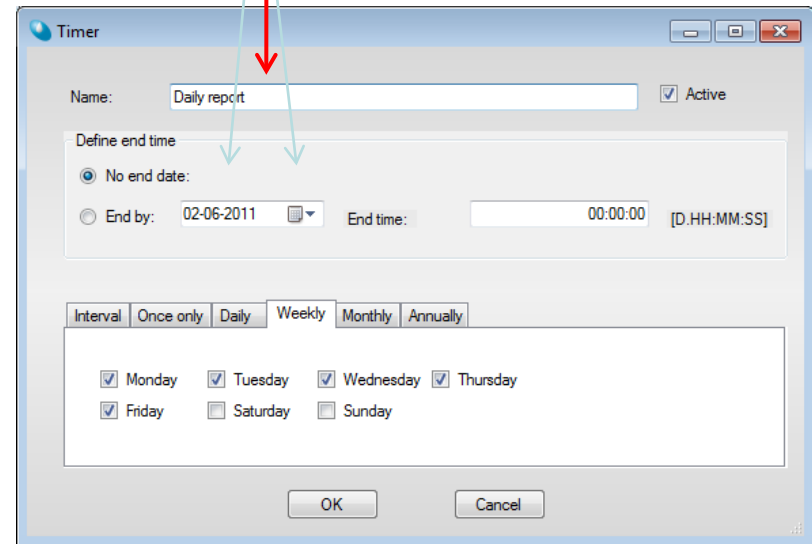 Timer
Name: Daily report Active
Define end time
No end date:
End by: 02-06-2011 End time: 00:00:00 [D.HH:MM:SS]
Interval Once only Daily Weekly Monthly Annually
Monday Tuesday Wednesday Thursday
Friday Saturday Sunday
OK Cancel